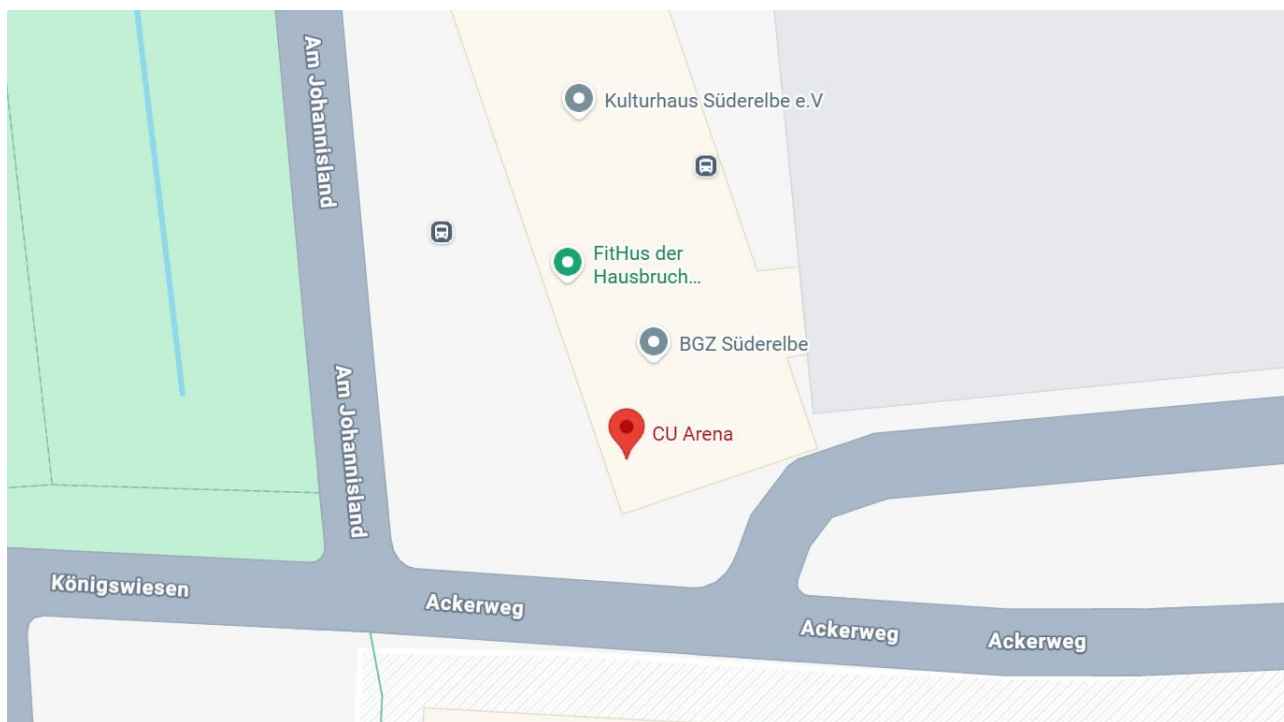 Am Johannisland
Kulturhaus Süderelbe e.V
FitHus der
Hausbruch...
BGZ Süderelbe
Am Johannisland
CU Arena
Königswiesen
Ackerweg
Ackerweg
Ackerweg